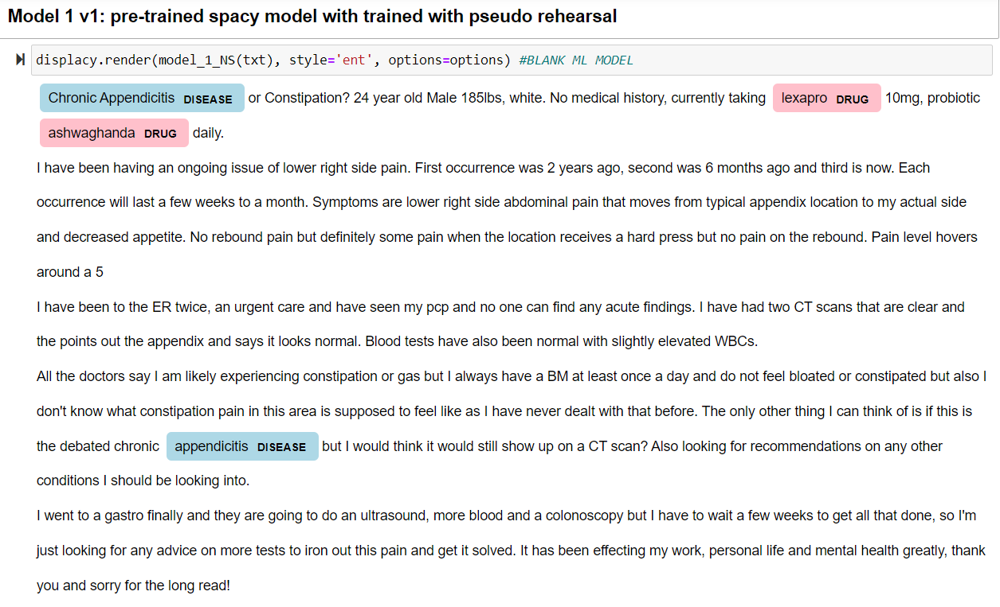 Model 1 v1: pre-trained spacy model with trained with pseudo rehearsal
displacy.render(model_1_NS(txt), style='ent', options=options) #BLANK ML MODEL
Chronic Appendicitis DISEASE or Constipation? 24 year old Male 185lbs, white. No medical history, currently taking lexapro DRUG 10mg, probiotic
ashwaghanda DRUG daily.
I have been having an ongoing issue of lower right side pain. First occurrence was 2 years ago, second was 6 months ago and third is now. Each
occurrence will last a few weeks to a month. Symptoms are lower right side abdominal pain that moves from typical appendix location to my actual side
and decreased appetite. No rebound pain but definitely some pain when the location receives a hard press but no pain on the rebound. Pain level hovers
around a 5
I have been to the ER twice, an urgent care and have seen my pcp and no one can find any acute findings. I have had two CT scans that are clear and
the points out the appendix and says it looks normal. Blood tests have also been normal with slightly elevated WBCs.
All the doctors say I am likely experiencing constipation or gas but I always have a BM at least once a day and do not feel bloated or constipated but also I
don't know what constipation pain in this area is supposed to feel like as I have never dealt with that before. The only other thing I can think of is if this is
the debated chronic appendicitis DISEASE but I would think it would still show up on a CT scan? Also looking for recommendations on any other
conditions I should be looking into.
I went to a gastro finally and they are going to do an ultrasound, more blood and a colonoscopy but I have to wait a few weeks to get all that done, so I'm
just looking for any advice on more tests to iron out this pain and get it solved. It has been effecting my work, personal life and mental health greatly, thank
you and sorry for the long read!